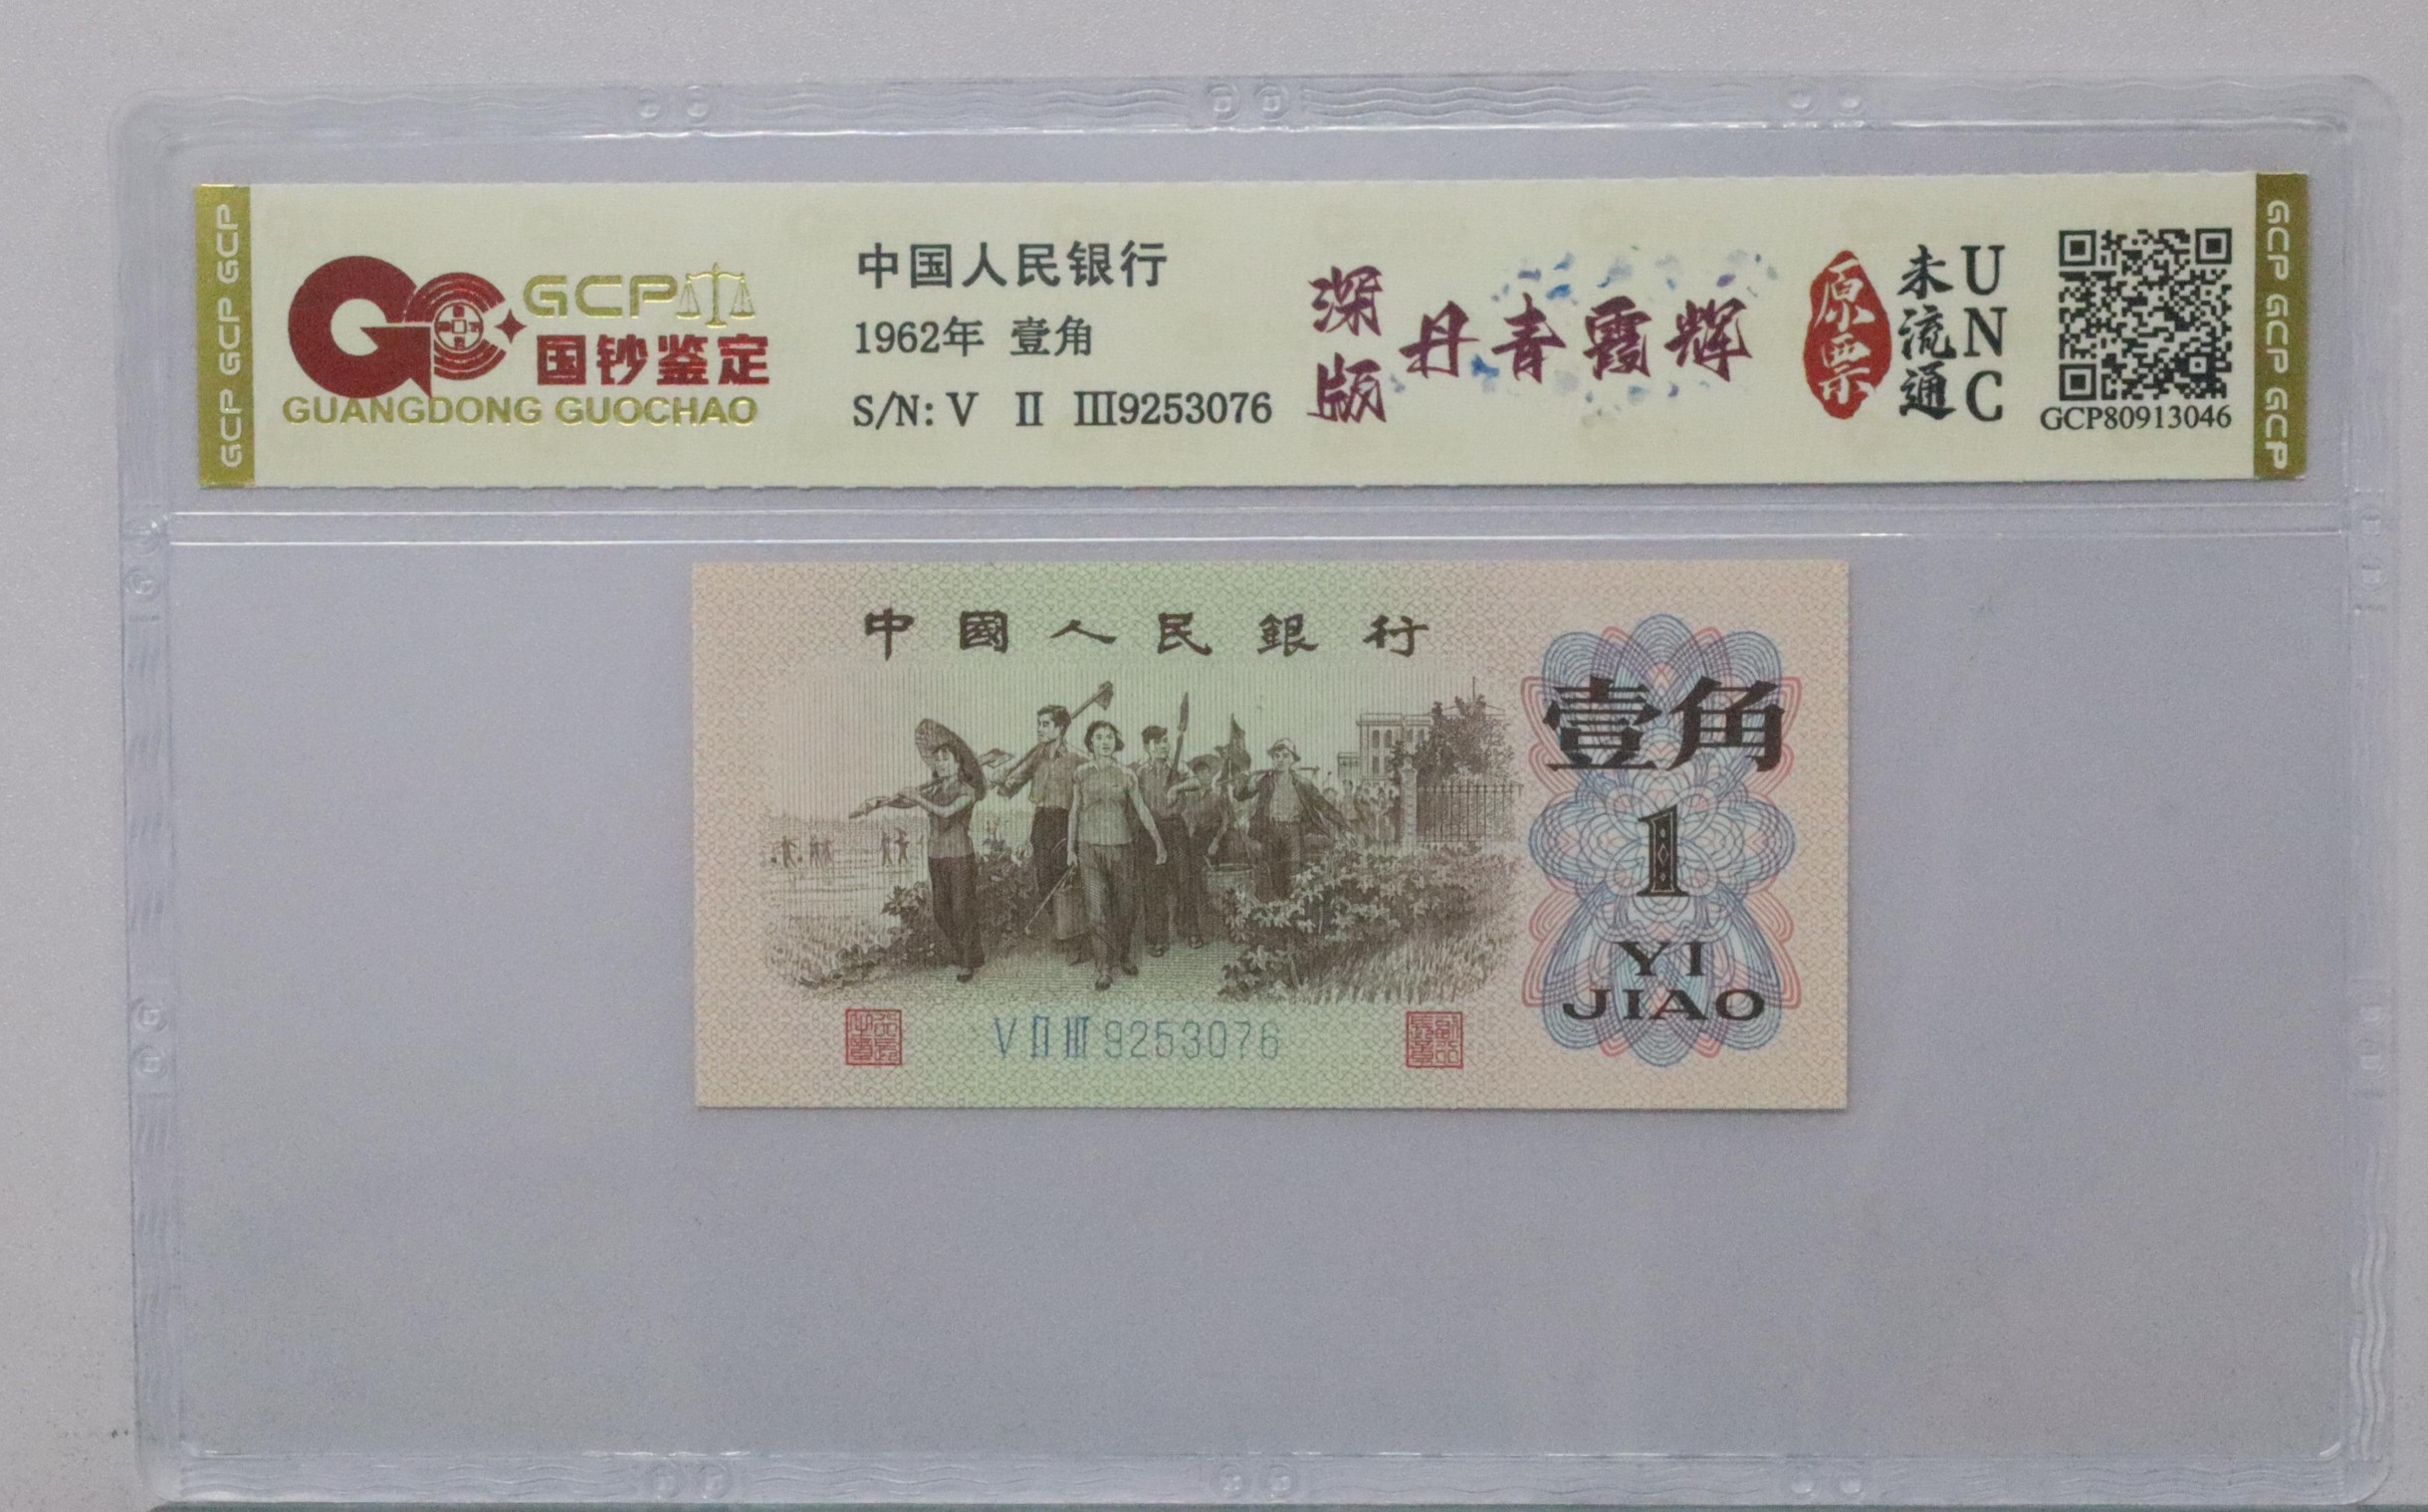 GCP GCP GCP
GCP
国钞鉴定
GUANGDONG GUOCHAO
中国人民银行
1962年 壹角
S/N: V Ⅱ Ⅲ9253076
深版
丹青霞辉
原票
未流通
UNC
GCP80913046
GCP GCP GCP
中國人民銀行
壹角
1
YI
JIAO
V Ⅱ Ⅲ 9253076